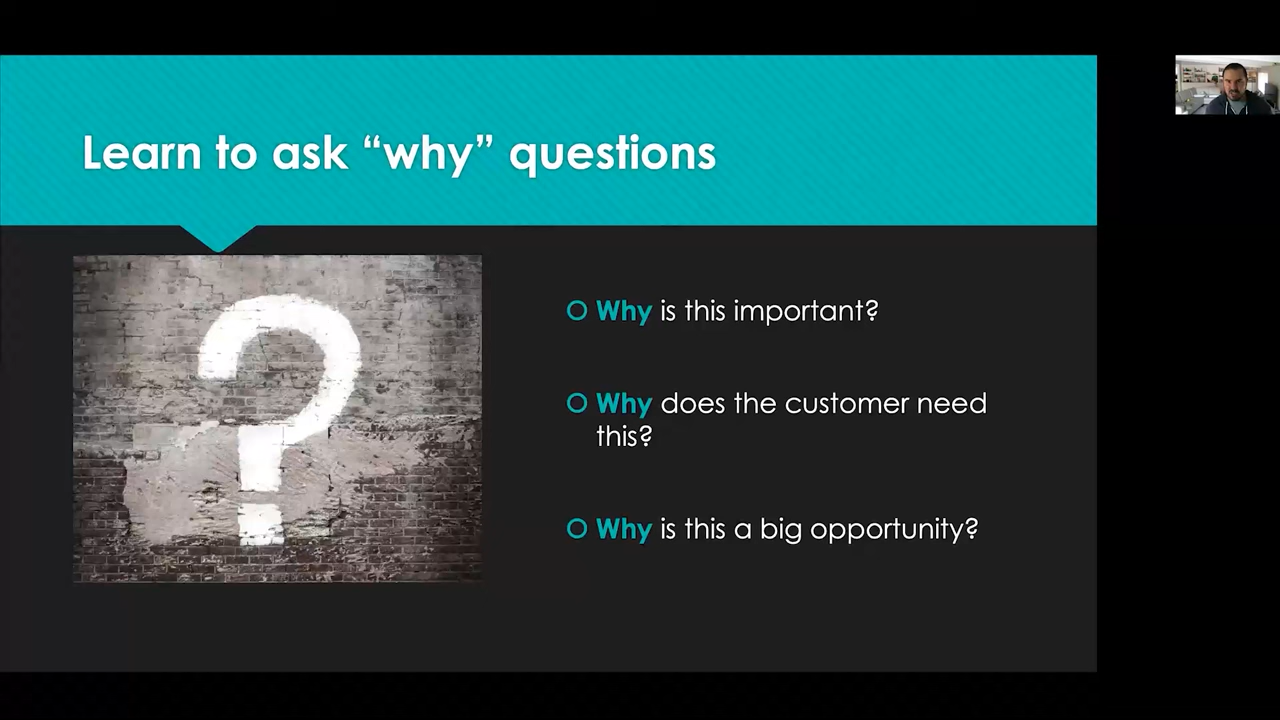 Learn to ask “why” questions
Why is this important?
Why does the customer need
this?
Why is this a big opportunity?